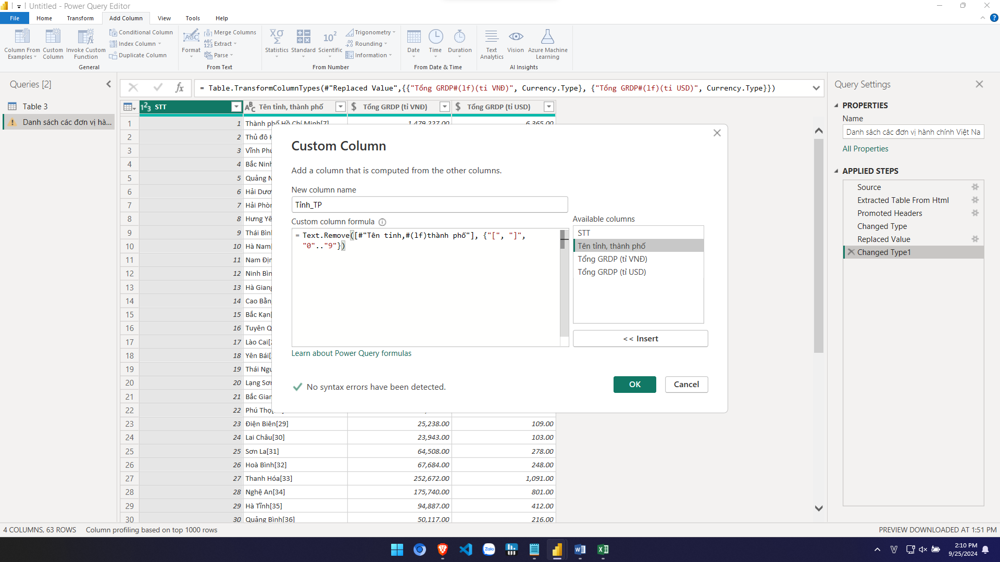 Untitled - Power Query Editor
File
Home
Transform
Add Column
View
Tools
Help
Column From Examples
Custom Column
Invoke Custom Function
Conditional Column
Index Column
Duplicate Column
General
Format
Merge Columns
Extract
Parse
From Text
Statistics
Standard
Scientific
Trigonometry
Rounding
Information
From Number
Date
Time
Duration
From Date & Time
Text Analytics
Vision
Azure Machine Learning
AI Insights
Queries [2]
Table 3
Danh sách các đơn vị hà...
= Table.TransformColumnTypes(#"Replaced Value",{{"Tổng GRDP#(lf)(tỉ VNĐ)", Currency.Type}, {"Tổng GRDP#(lf)(tỉ USD)", Currency.Type}})
STT
Tên tỉnh, thành phố
Tổng GRDP (tỉ VNĐ)
Tổng GRDP (tỉ USD)
1 1 Thành phố Hồ Chí Minh[7] 1,479,227.00 6,365.00
2 2 Thủ đô H
3 3 Vĩnh Phú
4 4 Bắc Ninh
5 5 Quảng N
6 6 Hải Dươ
7 7 Hải Phòn
8 8 Hưng Yê
9 9 Thái Bình
10 10 Hà Nam[
11 11 Nam Địn
12 12 Ninh Bìn
13 13 Hà Giang
14 14 Cao Bằn
15 15 Bắc Kạn[
16 16 Tuyên Q
17 17 Lào Cai[
18 18 Yên Bái[
19 19 Thái Ngu
20 20 Lạng Sơn
21 21 Bắc Gian
22 22 Phú Thọ
23 23 Điện Biên[29] 25,238.00 109.00
24 24 Lai Châu[30] 23,943.00 103.00
25 25 Sơn La[31] 64,508.00 278.00
26 26 Hoà Bình[32] 67,684.00 248.00
27 27 Thanh Hóa[33] 252,672.00 1,091.00
28 28 Nghệ An[34] 175,740.00 801.00
29 29 Hà Tĩnh[35] 94,887.00 412.00
30 30 Quảng Bình[36] 50,117.00 216.00
Custom Column
Add a column that is computed from the other columns.
New column name
Tỉnh_TP
Custom column formula
= Text.Remove([#"Tên tỉnh,#(lf)thành phố"], {"[", "]",
"0".."9"})
Available columns
STT
Tên tỉnh, thành phố
Tổng GRDP (tỉ VNĐ)
Tổng GRDP (tỉ USD)
<< Insert
Learn about Power Query formulas
No syntax errors have been detected.
OK
Cancel
Query Settings
PROPERTIES
Name
Danh sách các đơn vị hành chính Việt Na
All Properties
APPLIED STEPS
Source
Extracted Table From Html
Promoted Headers
Changed Type
Replaced Value
Changed Type1
4 COLUMNS, 63 ROWS
Column profiling based on top 1000 rows
PREVIEW DOWNLOADED AT 1:51 PM
Zalo
2:10 PM
9/25/2024